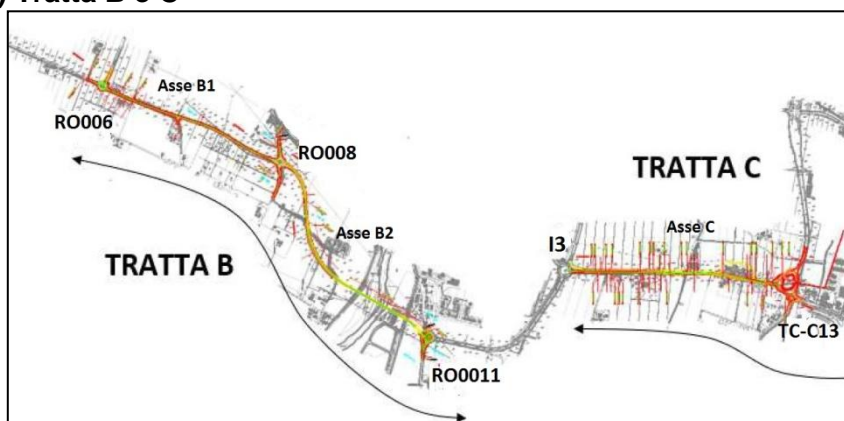 ) Tratta B e C
Asse B1
RO006
RO008
TRATTA C
Asse B2
I3
Asse C
TRATTA B
TC-C13
RO0011